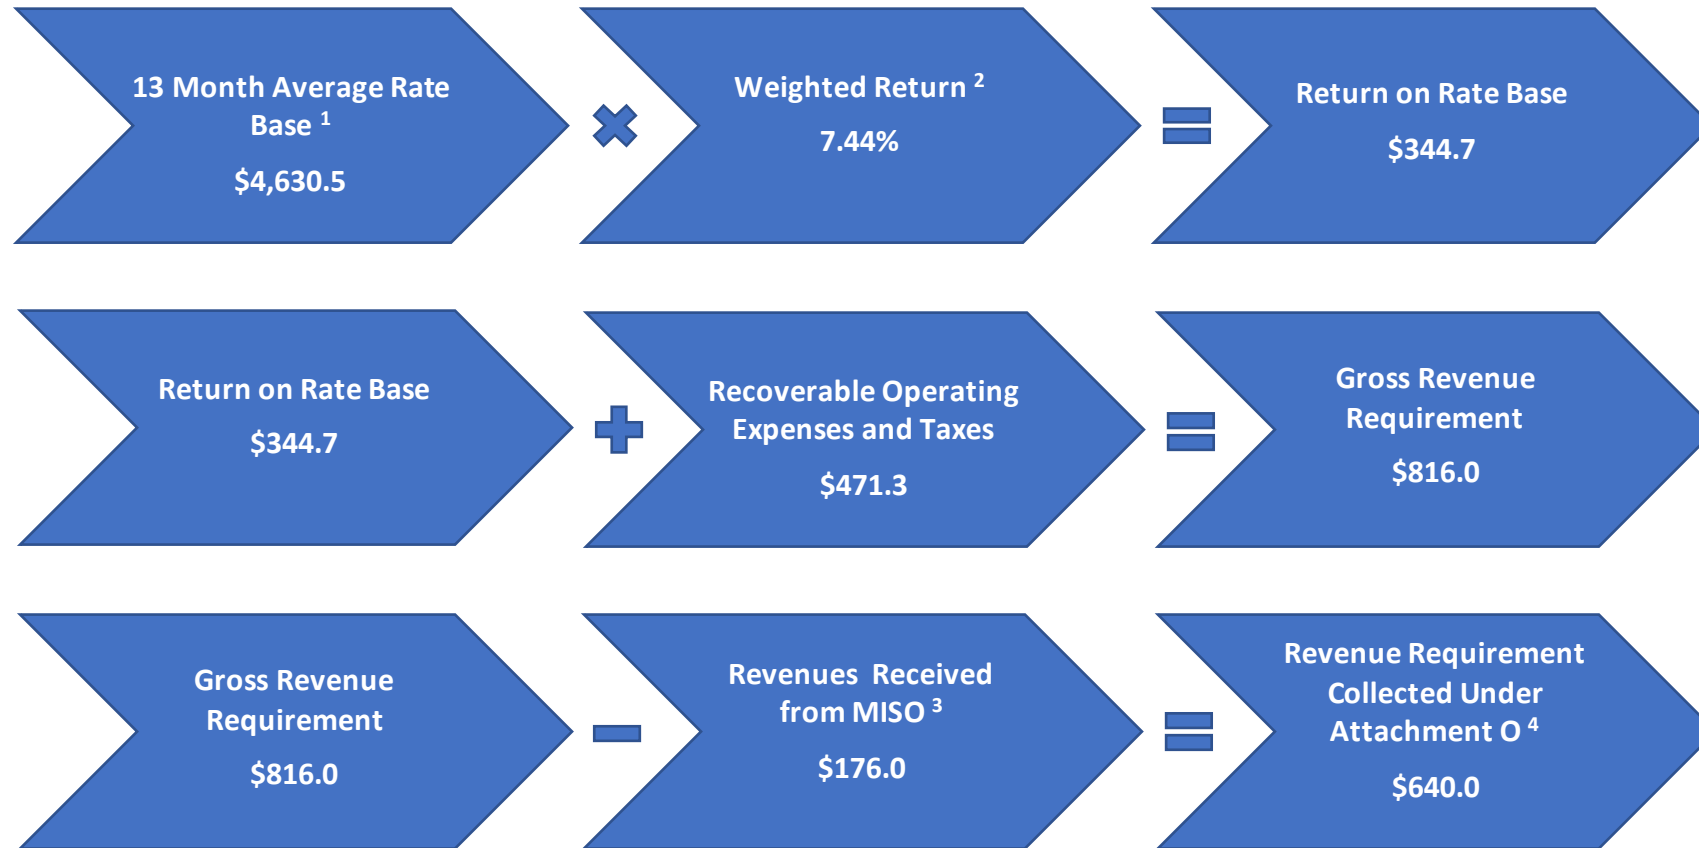 13 Month Average Rate
Base 1
$4,630.5
Weighted Return 2
7.44%
Return on Rate Base
$344.7
Return on Rate Base
$344.7
Recoverable Operating
Expenses and Taxes
$471.3
Gross Revenue
Requirement
$816.0
Gross Revenue
Requirement
$816.0
Revenues Received
from MISO 3
$176.0
Revenue Requirement
Collected Under
Attachment O 4
$640.0